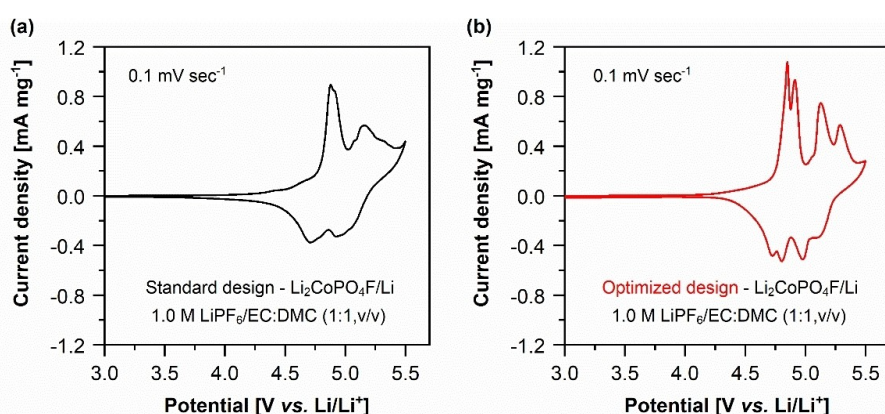 (a)
1.2
0.8
0.4
0.0
-0.4
-0.8
-1.2
Current density [mA mg⁻¹]
0.1 mV sec⁻¹
Standard design - Li₂CoPO₄F/Li
1.0 M LiPF₆/EC:DMC (1:1,v/v)
3.0 3.5 4.0 4.5 5.0 5.5
Potential [V vs. Li/Li⁺]
(b)
1.2
0.8
0.4
0.0
-0.4
-0.8
-1.2
Current density [mA mg⁻¹]
0.1 mV sec⁻¹
Optimized design - Li₂CoPO₄F/Li
1.0 M LiPF₆/EC:DMC (1:1,v/v)
3.0 3.5 4.0 4.5 5.0 5.5
Potential [V vs. Li/Li⁺]